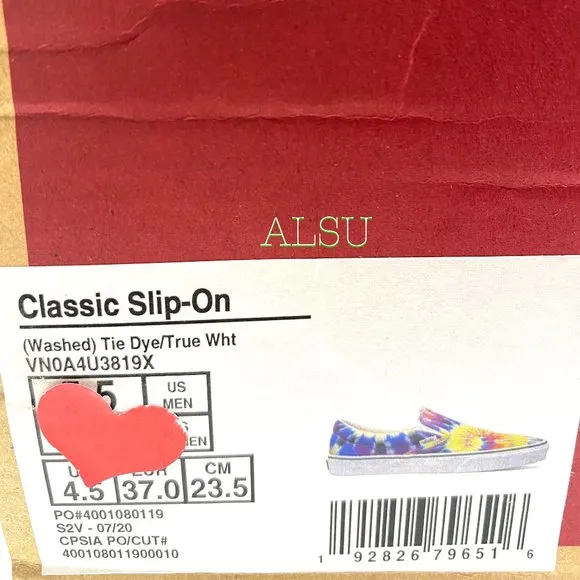 ALSU
Classic Slip-On
(Washed) Tie Dye/True Wht
VN0A4U3819X
US
MEN
4.5 37.0 23.5
CM
PO#4001080119
S2V - 07/20
CPSIA PO/CUT#
400108011900010
1 92826 79651 6